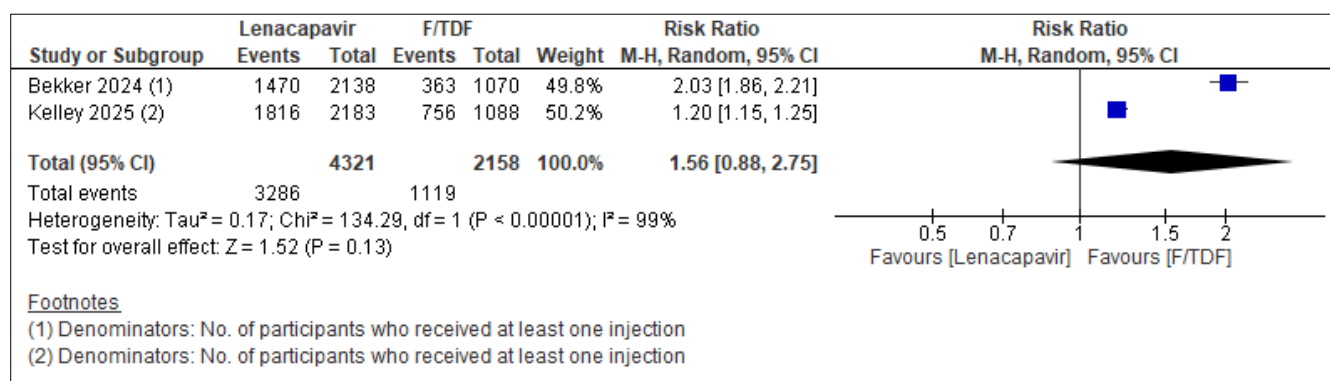 Lenacapavir F/TDF Risk Ratio Risk Ratio
Study or Subgroup Events Total Events Total Weight M-H, Random, 95% CI M-H, Random, 95% CI
Bekker 2024 (1) 1470 2138 363 1070 49.8% 2.03 [1.86, 2.21]
Kelley 2025 (2) 1816 2183 756 1088 50.2% 1.20 [1.15, 1.25]
Total (95% CI) 4321 2158 100.0% 1.56 [0.88, 2.75]
Total events 3286 1119
Heterogeneity: Tau² = 0.17; Chi² = 134.29, df = 1 (P < 0.00001); I² = 99%
Test for overall effect: Z = 1.52 (P = 0.13)
0.5 0.7 1 1.5 2
Favours [Lenacapavir] Favours [F/TDF]
Footnotes
(1) Denominators: No. of participants who received at least one injection
(2) Denominators: No. of participants who received at least one injection